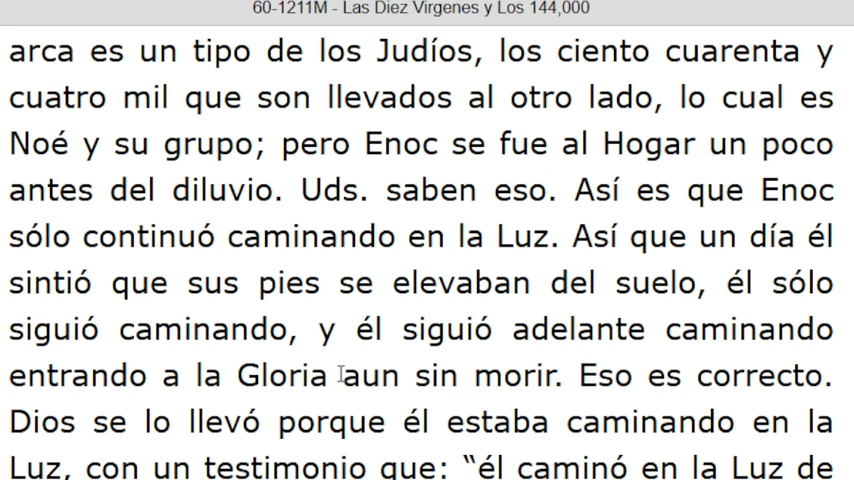 60-1211M - Las Diez Virgenes y Los 144,000
arca es un tipo de los Judíos, los ciento cuarenta y
cuatro mil que son llevados al otro lado, lo cual es
Noé y su grupo; pero Enoc se fue al Hogar un poco
antes del diluvio. Uds. saben eso. Así es que Enoc
sólo continuó caminando en la Luz. Así que un día él
sintió que sus pies se elevaban del suelo, él sólo
siguió caminando, y él siguió adelante caminando
entrando a la Gloria aun sin morir. Eso es correcto.
Dios se lo llevó porque él estaba caminando en la
Luz, con un testimonio que: “él caminó en la Luz de